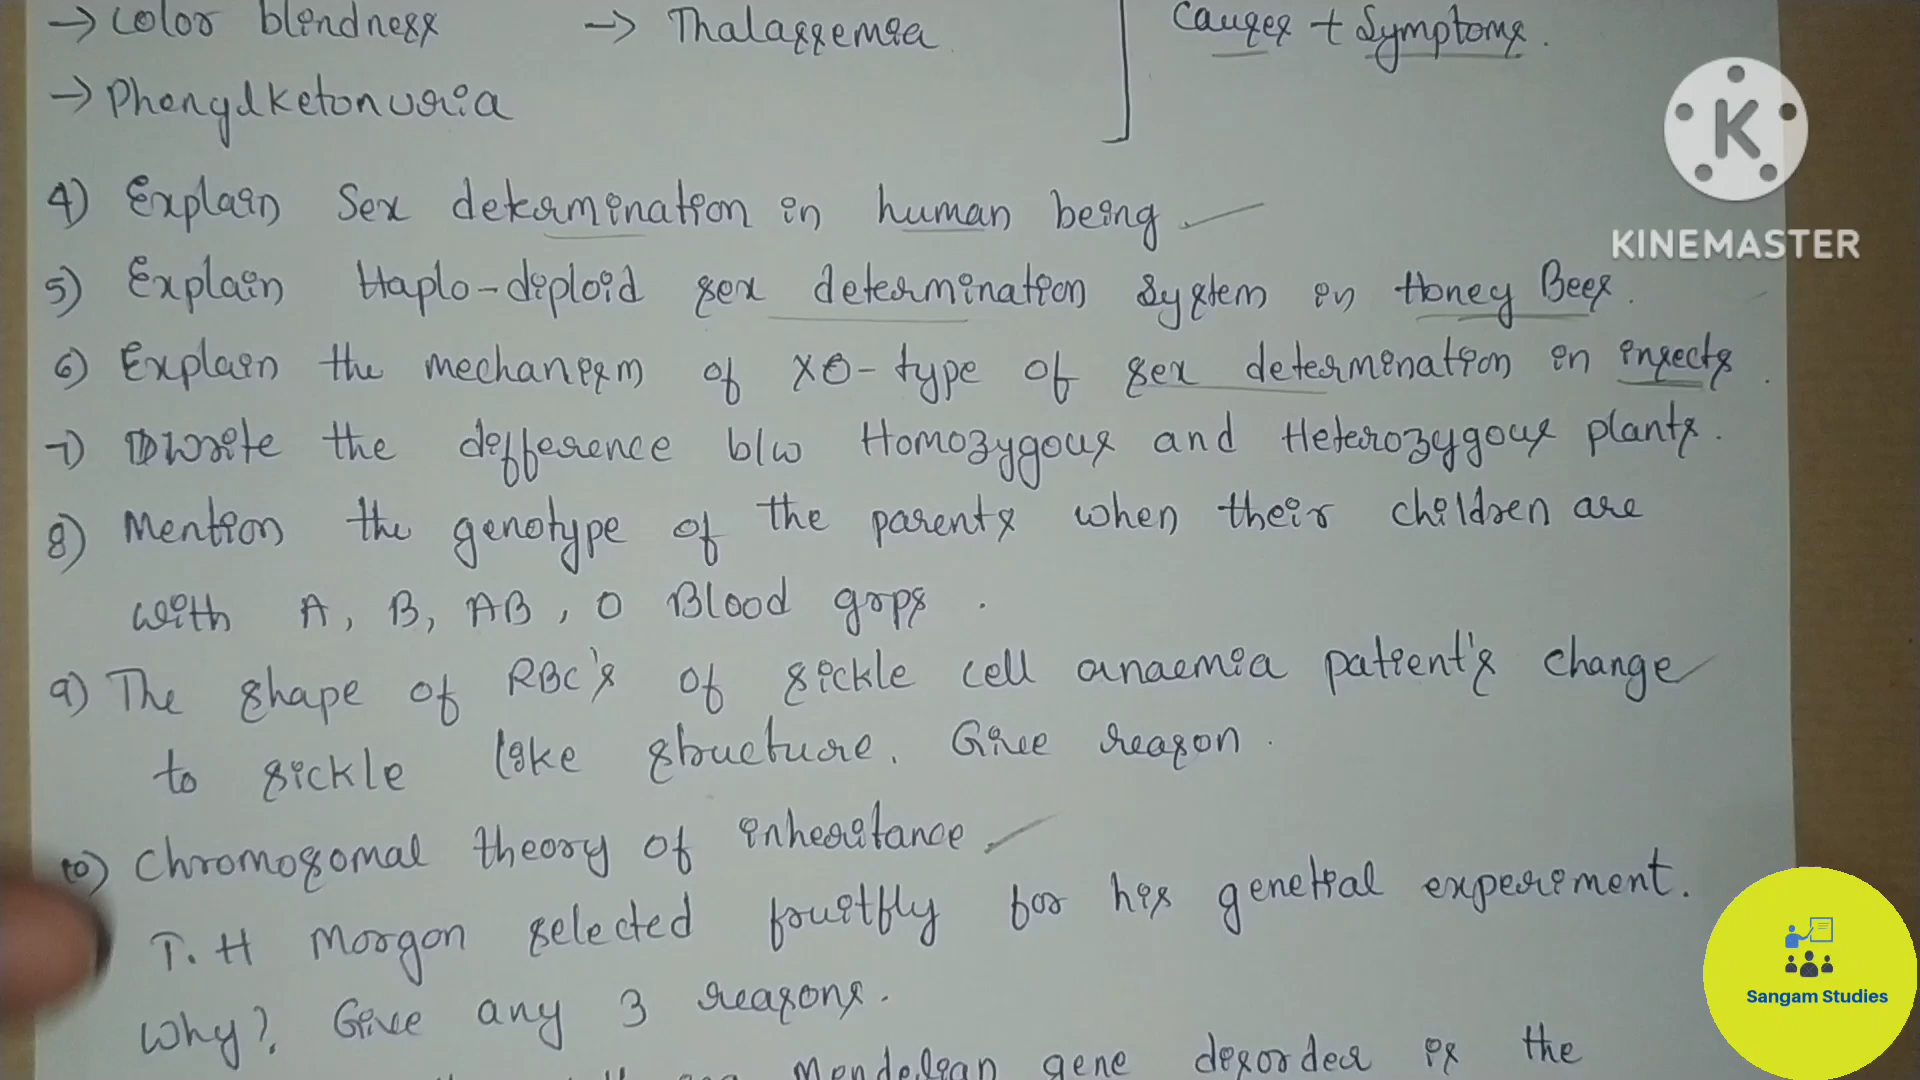 → Color blindness → Thalassemia Causes + Symptoms.
→ Phenylketonuria
K
KINEMASTER
4) Explain Sex determination in human being
5) Explain Haplo-diploid sex determination System in Honey Bees.
6) Explain the mechanism of XO-type of sex determination in insects.
7) Write the difference b/w Homozygous and Heterozygous plants.
8) Mention the genotype of the parents when their children are
with A, B, AB, O Blood grps.
9) The shape of RBC's of sickle cell anaemia patient's change
to sickle like structure. Give reason.
10) Chromosomal theory of inheritance
T. H Morgon selected fruitfly for his genetial experiment.
Why? Give any 3 reasons.
Mendelian gene disorder is the
Sangam Studies